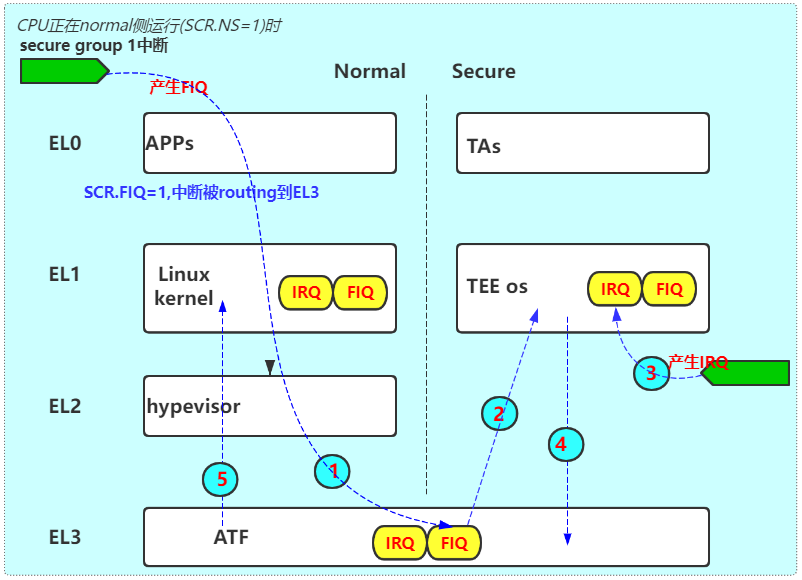 CPU正在normal侧运行(SCR.NS=1)时
secure group 1中断
产生FIQ
Normal
Secure
EL0
APPs
TAs
SCR.FIQ=1,中断被routing到EL3
EL1
Linux
kernel
IRQ
FIQ
TEE os
IRQ
FIQ
产生IRQ
3
EL2
hypevisor
2
4
5
1
EL3
ATF
IRQ
FIQ